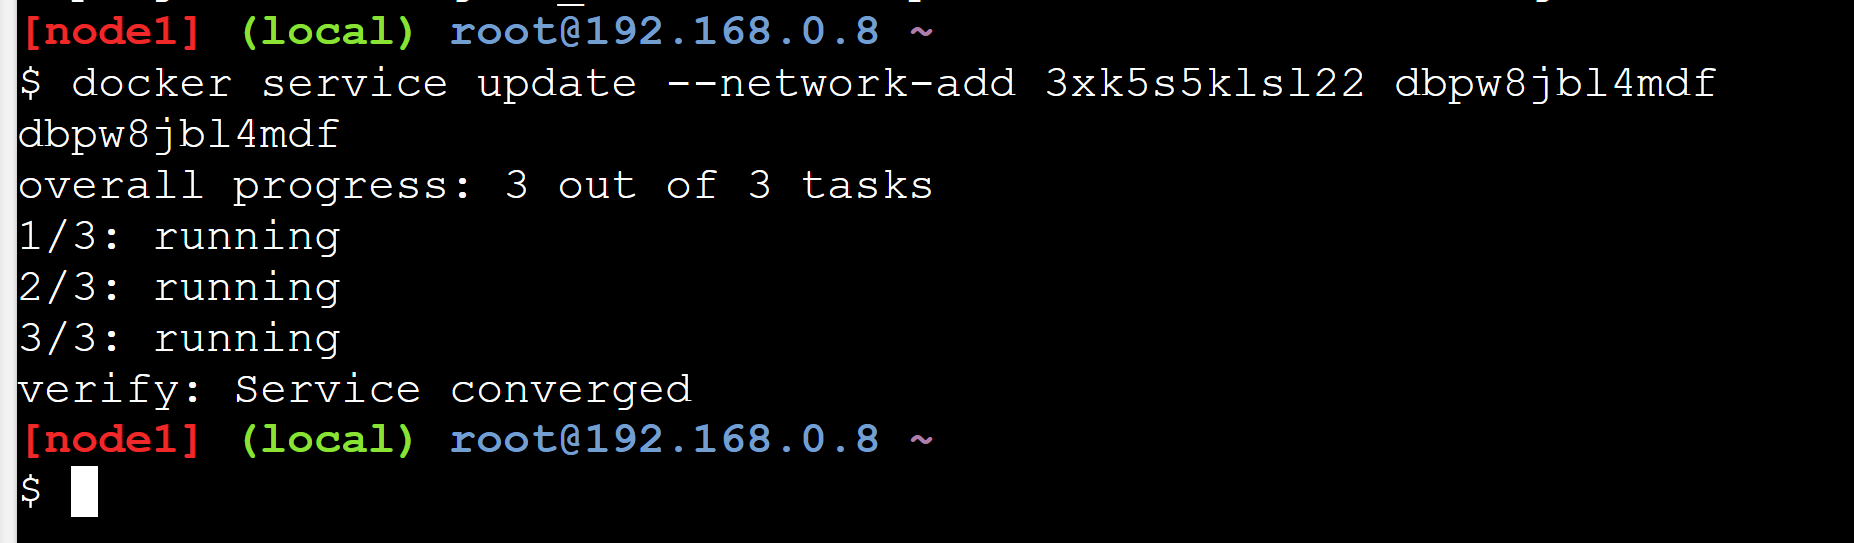 [node1] (local) root@192.168.0.8 ~
$ docker service update --network-add 3xk5s5klsl22 dbpw8jbl4mdf
dbpw8jbl4mdf
overall progress: 3 out of 3 tasks
1/3: running
2/3: running
3/3: running
verify: Service converged
[node1] (local) root@192.168.0.8 ~
$